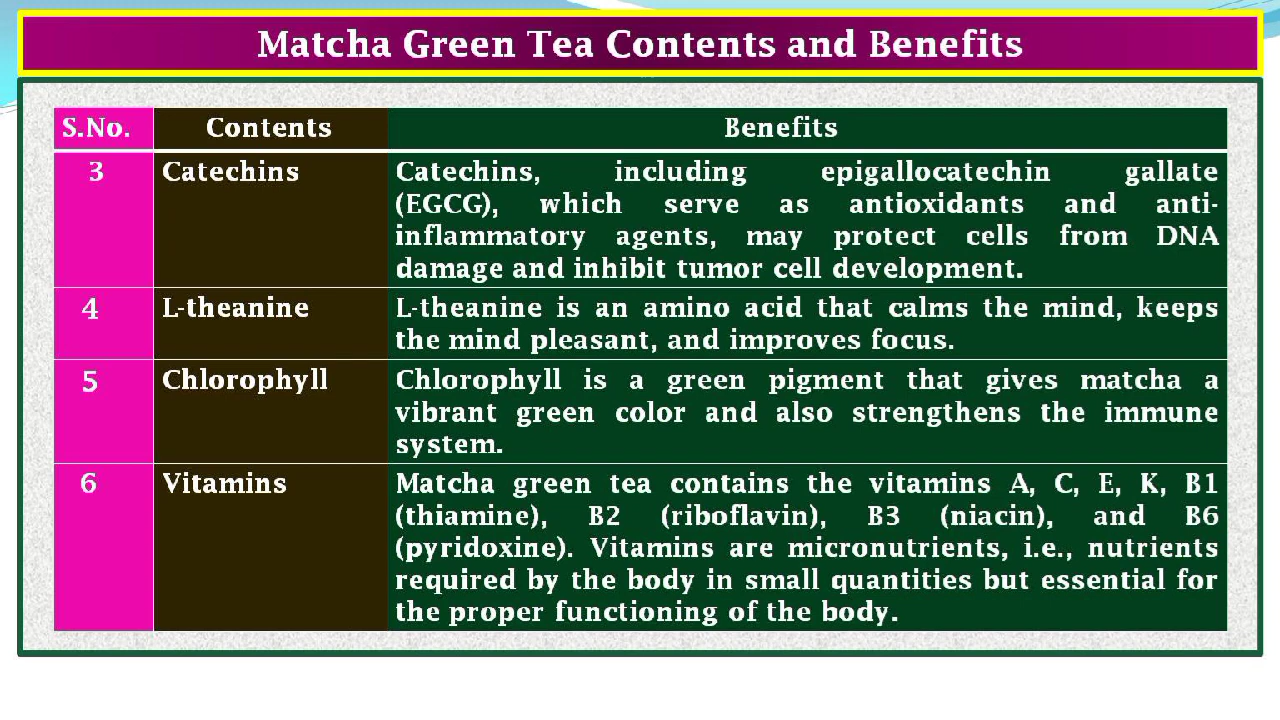 Matcha Green Tea Contents and Benefits
S.No. Contents Benefits
3 Catechins Catechins, including epigallocatechin gallate
(EGCG), which serve as antioxidants and anti-
inflammatory agents, may protect cells from DNA
damage and inhibit tumor cell development.
4 L-theanine L-theanine is an amino acid that calms the mind, keeps
the mind pleasant, and improves focus.
5 Chlorophyll Chlorophyll is a green pigment that gives matcha a
vibrant green color and also strengthens the immune
system.
6 Vitamins Matcha green tea contains the vitamins A, C, E, K, B1
(thiamine), B2 (riboflavin), B3 (niacin), and B6
(pyridoxine). Vitamins are micronutrients, i.e., nutrients
required by the body in small quantities but essential for
the proper functioning of the body.